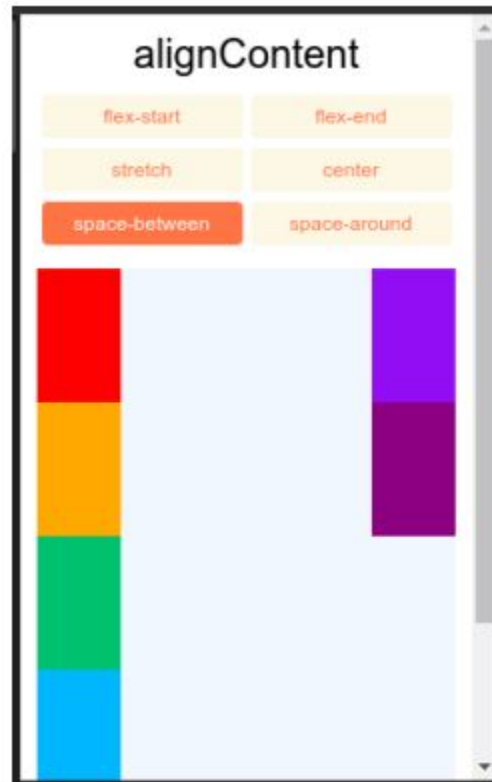 alignContent
flex-start flex-end
stretch center
space-between space-around